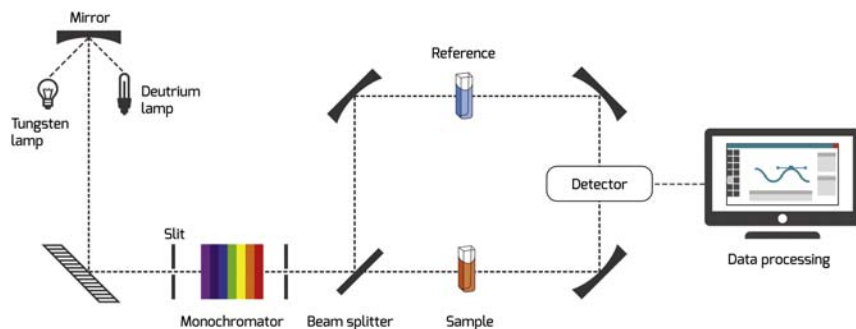 Mirror
Tungsten
lamp
Deutrium
lamp
Slit
Monochromator
Beam splitter
Reference
Sample
Detector
Data processing